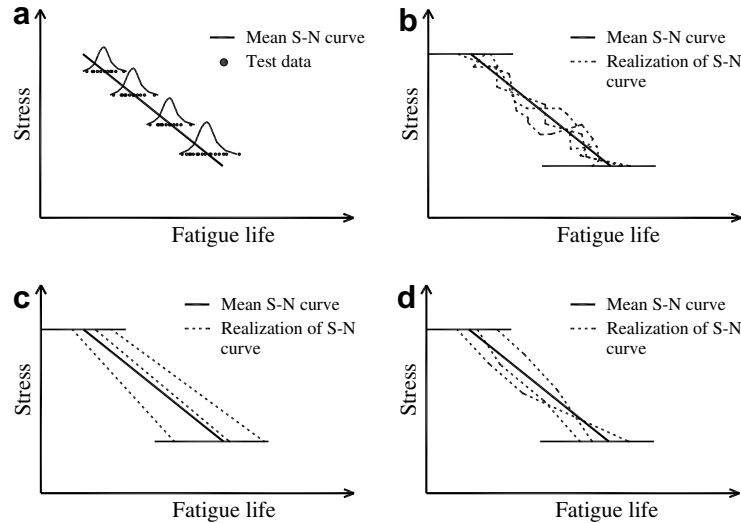 a
Mean S-N curve
Test data
Stress
Fatigue life
b
Mean S-N curve
Realization of S-N
curve
Stress
Fatigue life
c
Mean S-N curve
Realization of S-N
curve
Stress
Fatigue life
d
Mean S-N curve
Realization of S-N
curve
Stress
Fatigue life